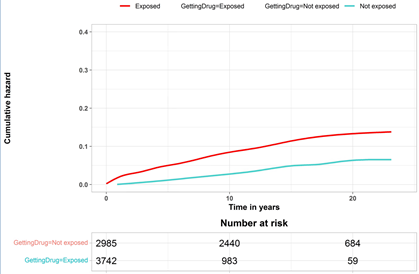 Exposed GettingDrug=Exposed GettingDrug=Not exposed Not exposed
0.4
0.3
0.2
0.1
0.0
Cumulative hazard
0 10 20
Time in years
Number at risk
GettingDrug=Not exposed 2985 2440 684
GettingDrug=Exposed 3742 983 59